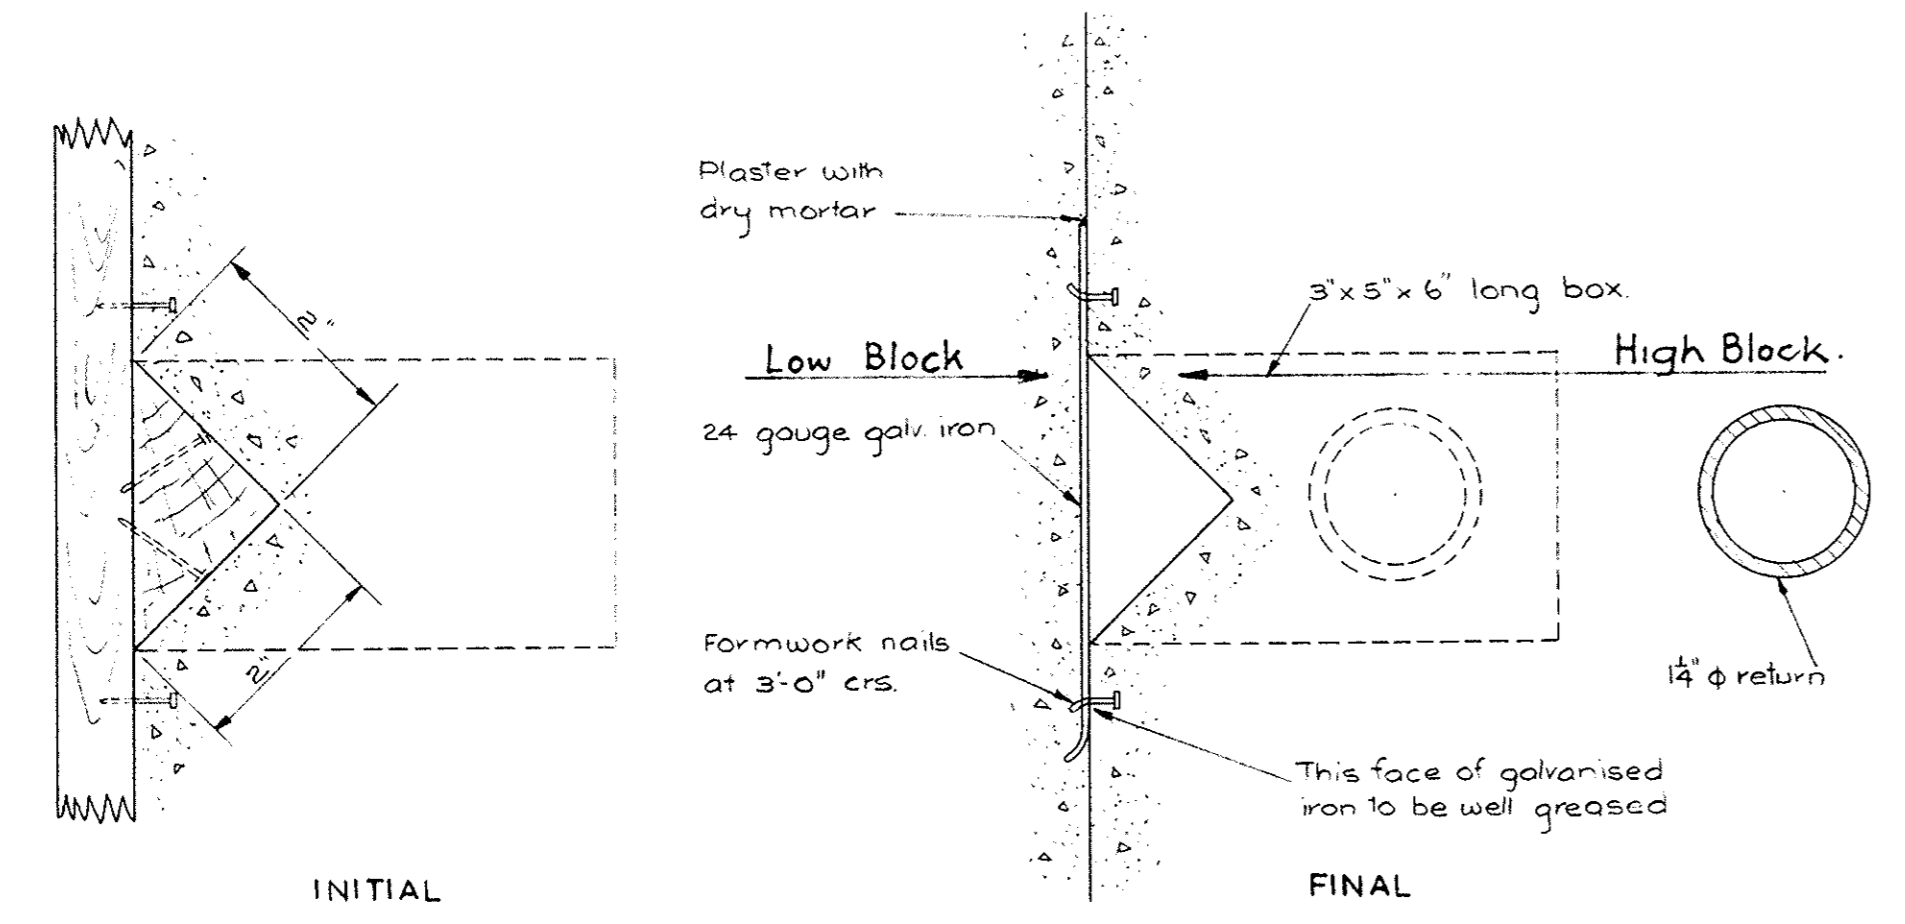 2"
2"
INITIAL
Plaster with
dry mortar
3"x 5"x 6" long box.
Low Block
High Block.
24 gauge galv. iron
Formwork nails
at 3'-0" crs.
1¼" ϕ return
This face of galvanised
iron to be well greased
FINAL